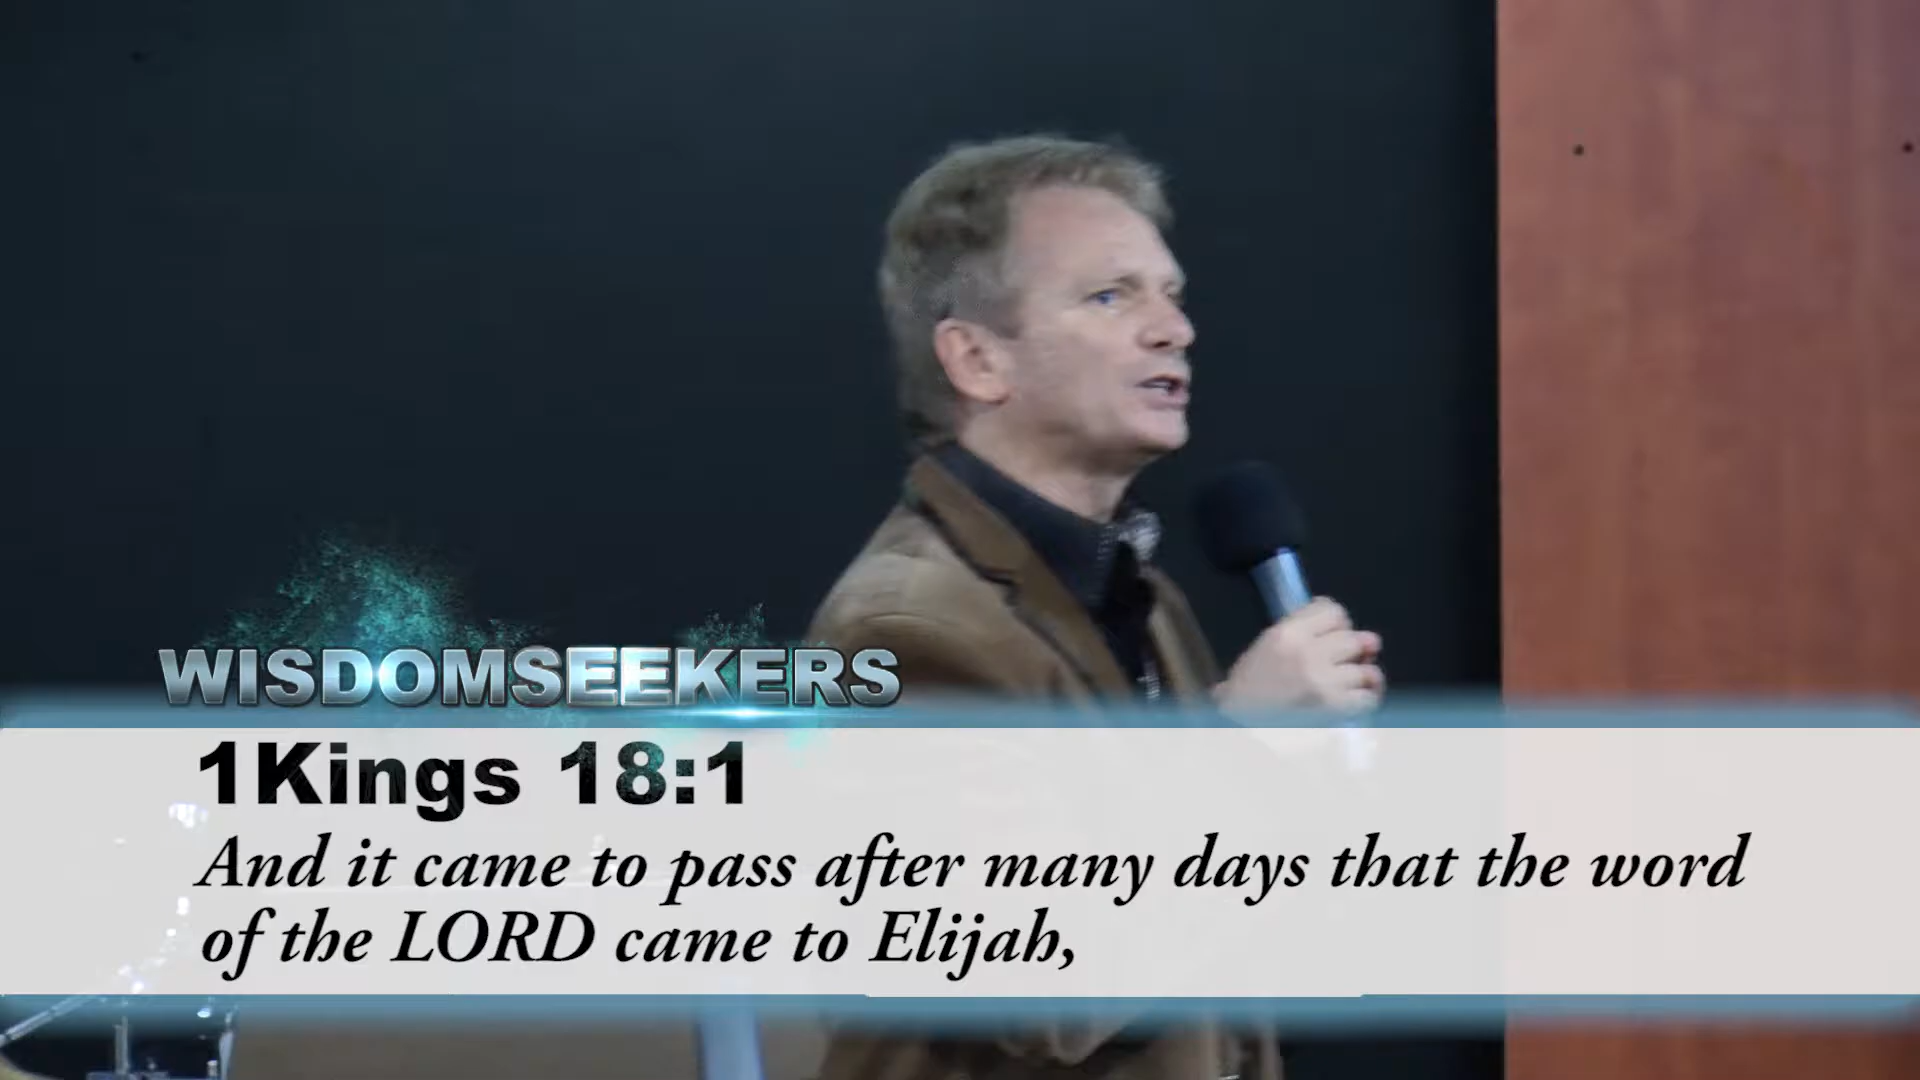 WISDOMSEEKERS
1Kings 18:1
And it came to pass after many days that the word
of the LORD came to Elijah,